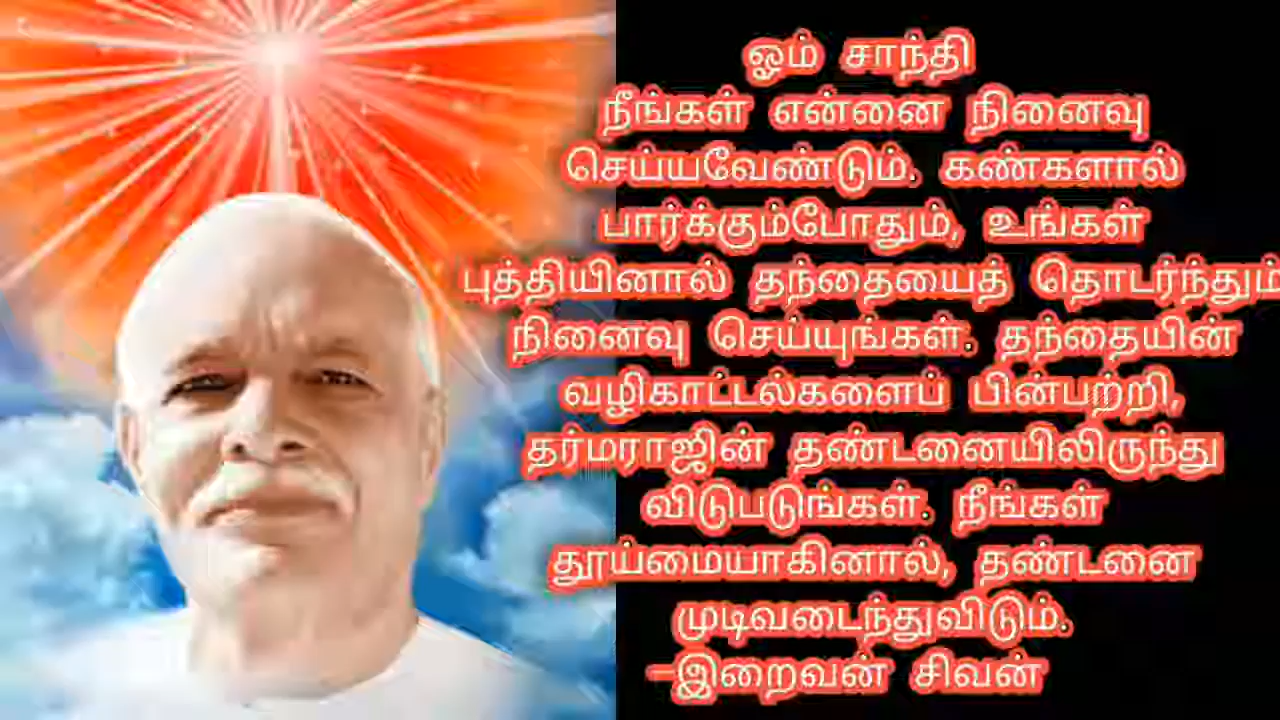 ஓம் சாந்தி
நீங்கள் என்னை நினைவு
செய்யவேண்டும். கண்களால்
பார்க்கும்போதும், உங்கள்
புத்தியினால் தந்தையைத் தொடர்ந்தும்
நினைவு செய்யுங்கள். தந்தையின்
வழிகாட்டல்களைப் பின்பற்றி,
தர்மராஜின் தண்டனையிலிருந்து
விடுபடுங்கள். நீங்கள்
தூய்மையாகினால், தண்டனை
முடிவடைந்துவிடும்.
-இறைவன் சிவன்